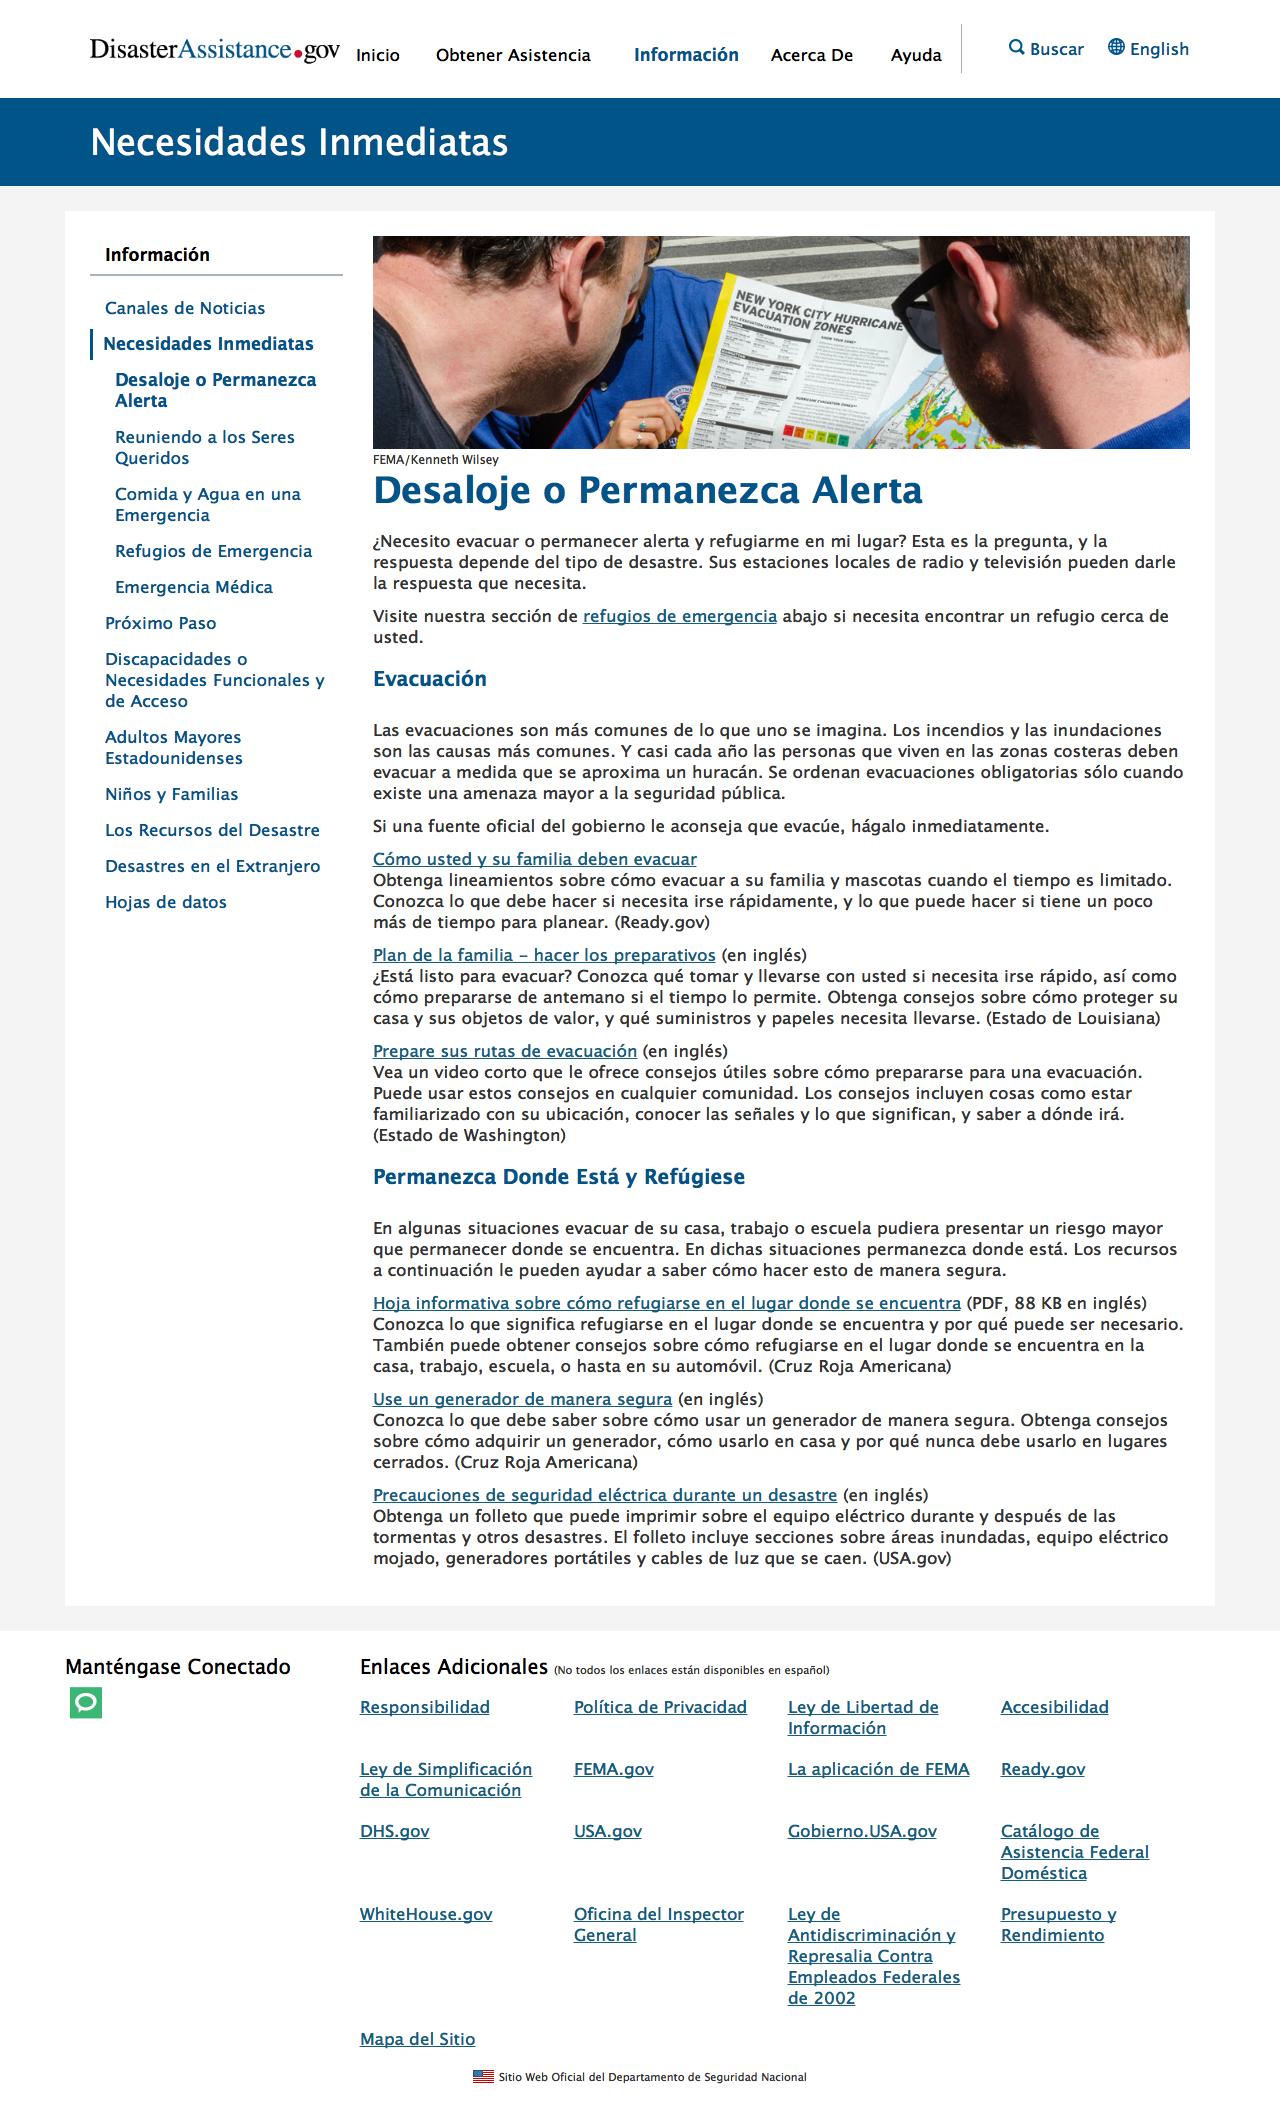 DisasterAssistance.gov
Inicio
Obtener Asistencia
Información
Acerca De
Ayuda
Buscar
English
Necesidades Inmediatas
Información
Canales de Noticias
Necesidades Inmediatas
Desaloje o Permanezca
Alerta
Reuniendo a los Seres
Queridos
Comida y Agua en una
Emergencia
Refugios de Emergencia
Emergencia Médica
Próximo Paso
Discapacidades o
Necesidades Funcionales y
de Acceso
Adultos Mayores
Estadounidenses
Niños y Familias
Los Recursos del Desastre
Desastres en el Extranjero
Hojas de datos
NEW YORK CITY HURRICANE
EVACUATION ZONES
FEMA/Kenneth Wilsey
Desaloje o Permanezca Alerta
¿Necesito evacuar o permanecer alerta y refugiarme en mi lugar? Esta es la pregunta, y la
respuesta depende del tipo de desastre. Sus estaciones locales de radio y televisión pueden darle
la respuesta que necesita.
Visite nuestra sección de refugios de emergencia abajo si necesita encontrar un refugio cerca de
usted.
Evacuación
Las evacuaciones son más comunes de lo que uno se imagina. Los incendios y las inundaciones
son las causas más comunes. Y casi cada año las personas que viven en las zonas costeras deben
evacuar a medida que se aproxima un huracán. Se ordenan evacuaciones obligatorias sólo cuando
existe una amenaza mayor a la seguridad pública.
Si una fuente oficial del gobierno le aconseja que evacúe, hágalo inmediatamente.
Cómo usted y su familia deben evacuar
Obtenga lineamientos sobre cómo evacuar a su familia y mascotas cuando el tiempo es limitado.
Conozca lo que debe hacer si necesita irse rápidamente, y lo que puede hacer si tiene un poco
más de tiempo para planear. (Ready.gov)
Plan de la familia – hacer los preparativos (en inglés)
¿Está listo para evacuar? Conozca qué tomar y llevarse con usted si necesita irse rápido, así como
cómo prepararse de antemano si el tiempo lo permite. Obtenga consejos sobre cómo proteger su
casa y sus objetos de valor, y qué suministros y papeles necesita llevarse. (Estado de Louisiana)
Prepare sus rutas de evacuación (en inglés)
Vea un video corto que le ofrece consejos útiles sobre cómo prepararse para una evacuación.
Puede usar estos consejos en cualquier comunidad. Los consejos incluyen cosas como estar
familiarizado con su ubicación, conocer las señales y lo que significan, y saber a dónde irá.
(Estado de Washington)
Permanezca Donde Está y Refúgiese
En algunas situaciones evacuar de su casa, trabajo o escuela pudiera presentar un riesgo mayor
que permanecer donde se encuentra. En dichas situaciones permanezca donde está. Los recursos
a continuación le pueden ayudar a saber cómo hacer esto de manera segura.
Hoja informativa sobre cómo refugiarse en el lugar donde se encuentra (PDF, 88 KB en inglés)
Conozca lo que significa refugiarse en el lugar donde se encuentra y por qué puede ser necesario.
También puede obtener consejos sobre cómo refugiarse en el lugar donde se encuentra en la
casa, trabajo, escuela, o hasta en su automóvil. (Cruz Roja Americana)
Use un generador de manera segura (en inglés)
Conozca lo que debe saber sobre cómo usar un generador de manera segura. Obtenga consejos
sobre cómo adquirir un generador, cómo usarlo en casa y por qué nunca debe usarlo en lugares
cerrados. (Cruz Roja Americana)
Precauciones de seguridad eléctrica durante un desastre (en inglés)
Obtenga un folleto que puede imprimir sobre el equipo eléctrico durante y después de las
tormentas y otros desastres. El folleto incluye secciones sobre áreas inundadas, equipo eléctrico
mojado, generadores portátiles y cables de luz que se caen. (USA.gov)
Manténgase Conectado
Enlaces Adicionales (No todos los enlaces están disponibles en español)
Responsibilidad
Política de Privacidad
Ley de Libertad de
Información
Accesibilidad
Ley de Simplificación
de la Comunicación
FEMA.gov
La aplicación de FEMA
Ready.gov
DHS.gov
USA.gov
Gobierno.USA.gov
Catálogo de
Asistencia Federal
Doméstica
WhiteHouse.gov
Oficina del Inspector
General
Ley de
Antidiscriminación y
Represalia Contra
Empleados Federales
de 2002
Presupuesto y
Rendimiento
Mapa del Sitio
Sitio Web Oficial del Departamento de Seguridad Nacional